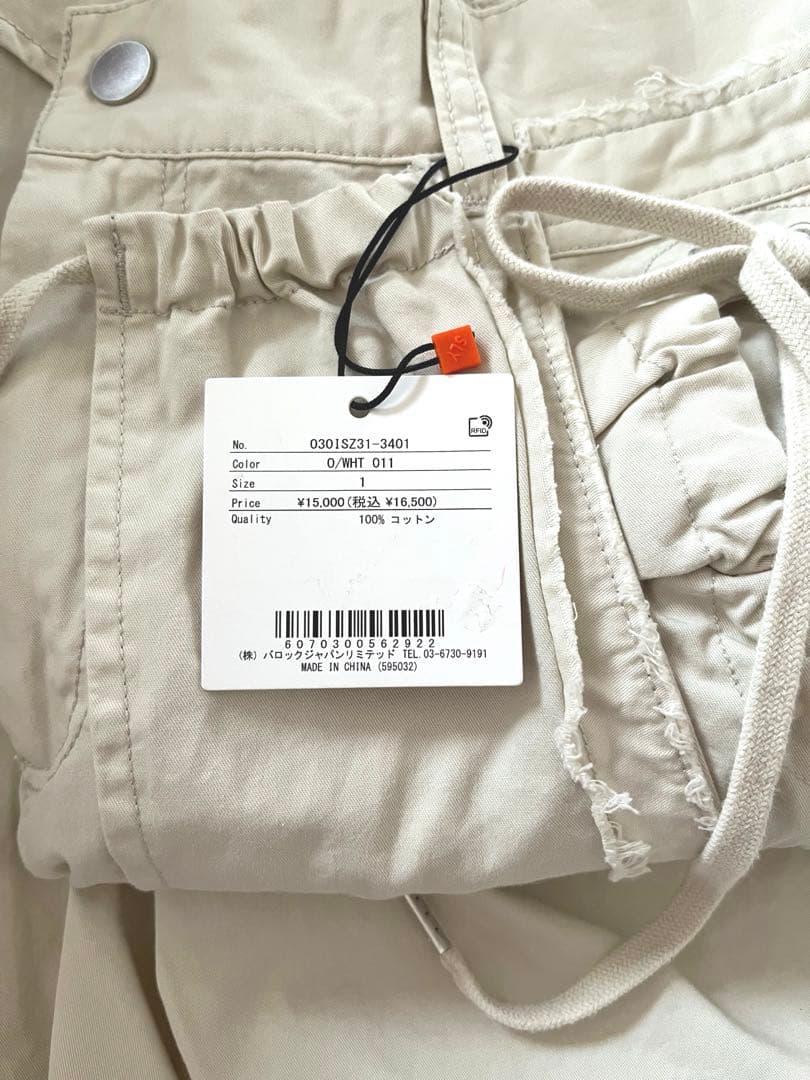 SLY
RFID
No. 030ISZ31-3401
Color O/WHT 011
Size 1
Price ¥15,000(税込 ¥16,500)
Quality 100% コットン
6070300562922
(株) バロックジャパンリミテッド TEL.03-6730-9191
MADE IN CHINA (595032)